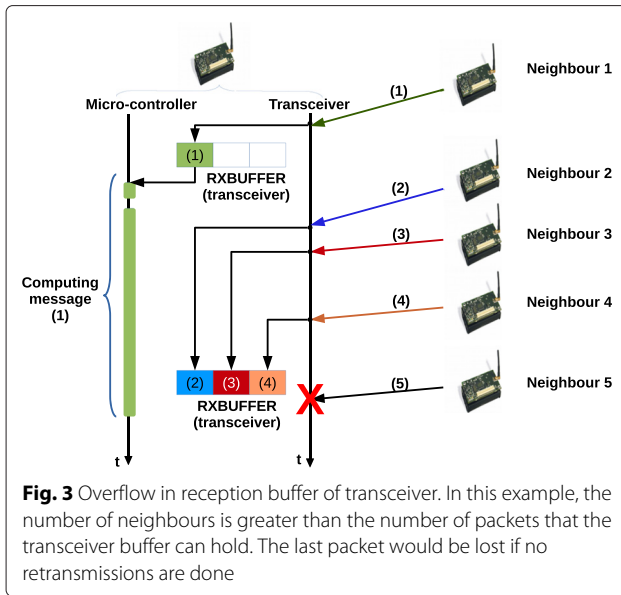 Micro-controller
Transceiver
(1)
Neighbour 1
(1)
RXBUFFER
(transceiver)
(2)
Neighbour 2
(3)
Neighbour 3
Computing
message
(1)
(4)
Neighbour 4
(2) (3) (4)
RXBUFFER
(transceiver)
X
(5)
Neighbour 5
t
t
Fig. 3 Overflow in reception buffer of transceiver. In this example, the
number of neighbours is greater than the number of packets that the
transceiver buffer can hold. The last packet would be lost if no
retransmissions are done